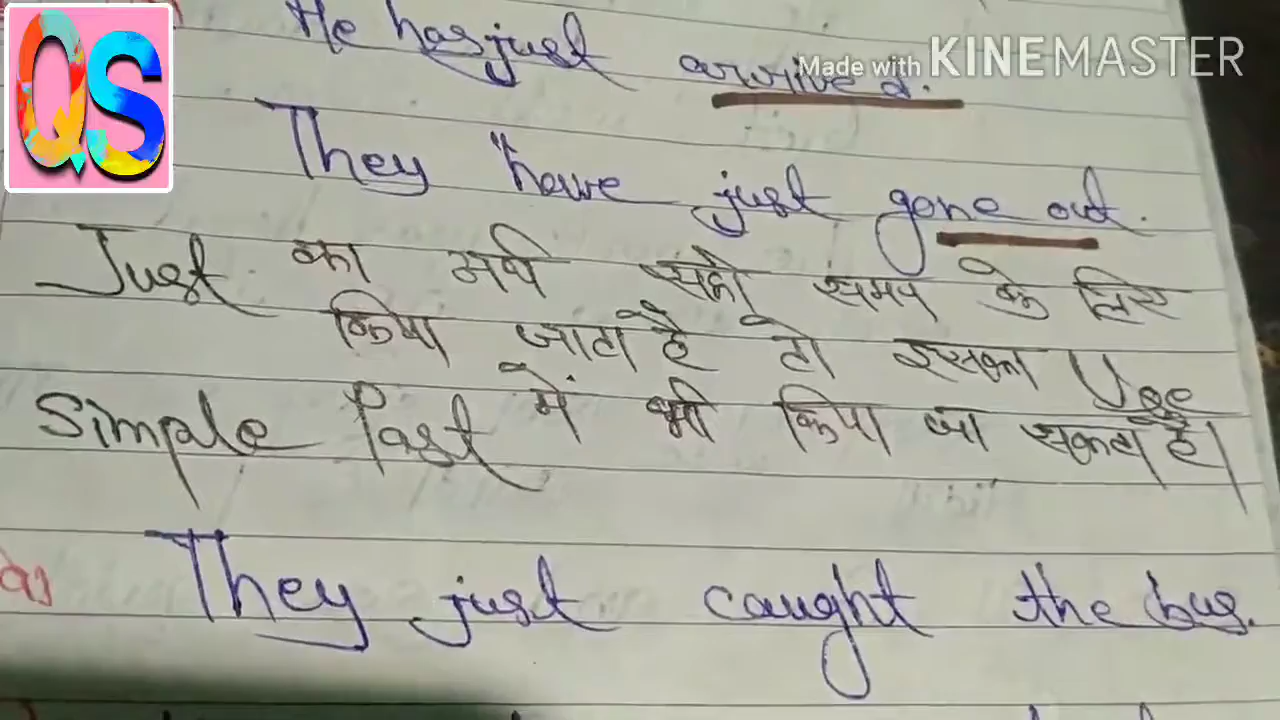 QS
Made with KINEMASTER
He has just arrived.
They have just gone out.
Just का अर्थ सही समय के लिए
किया जाता है तो इसका Use
Simple Past में भी किया जा सकता है।
They just caught the bus.